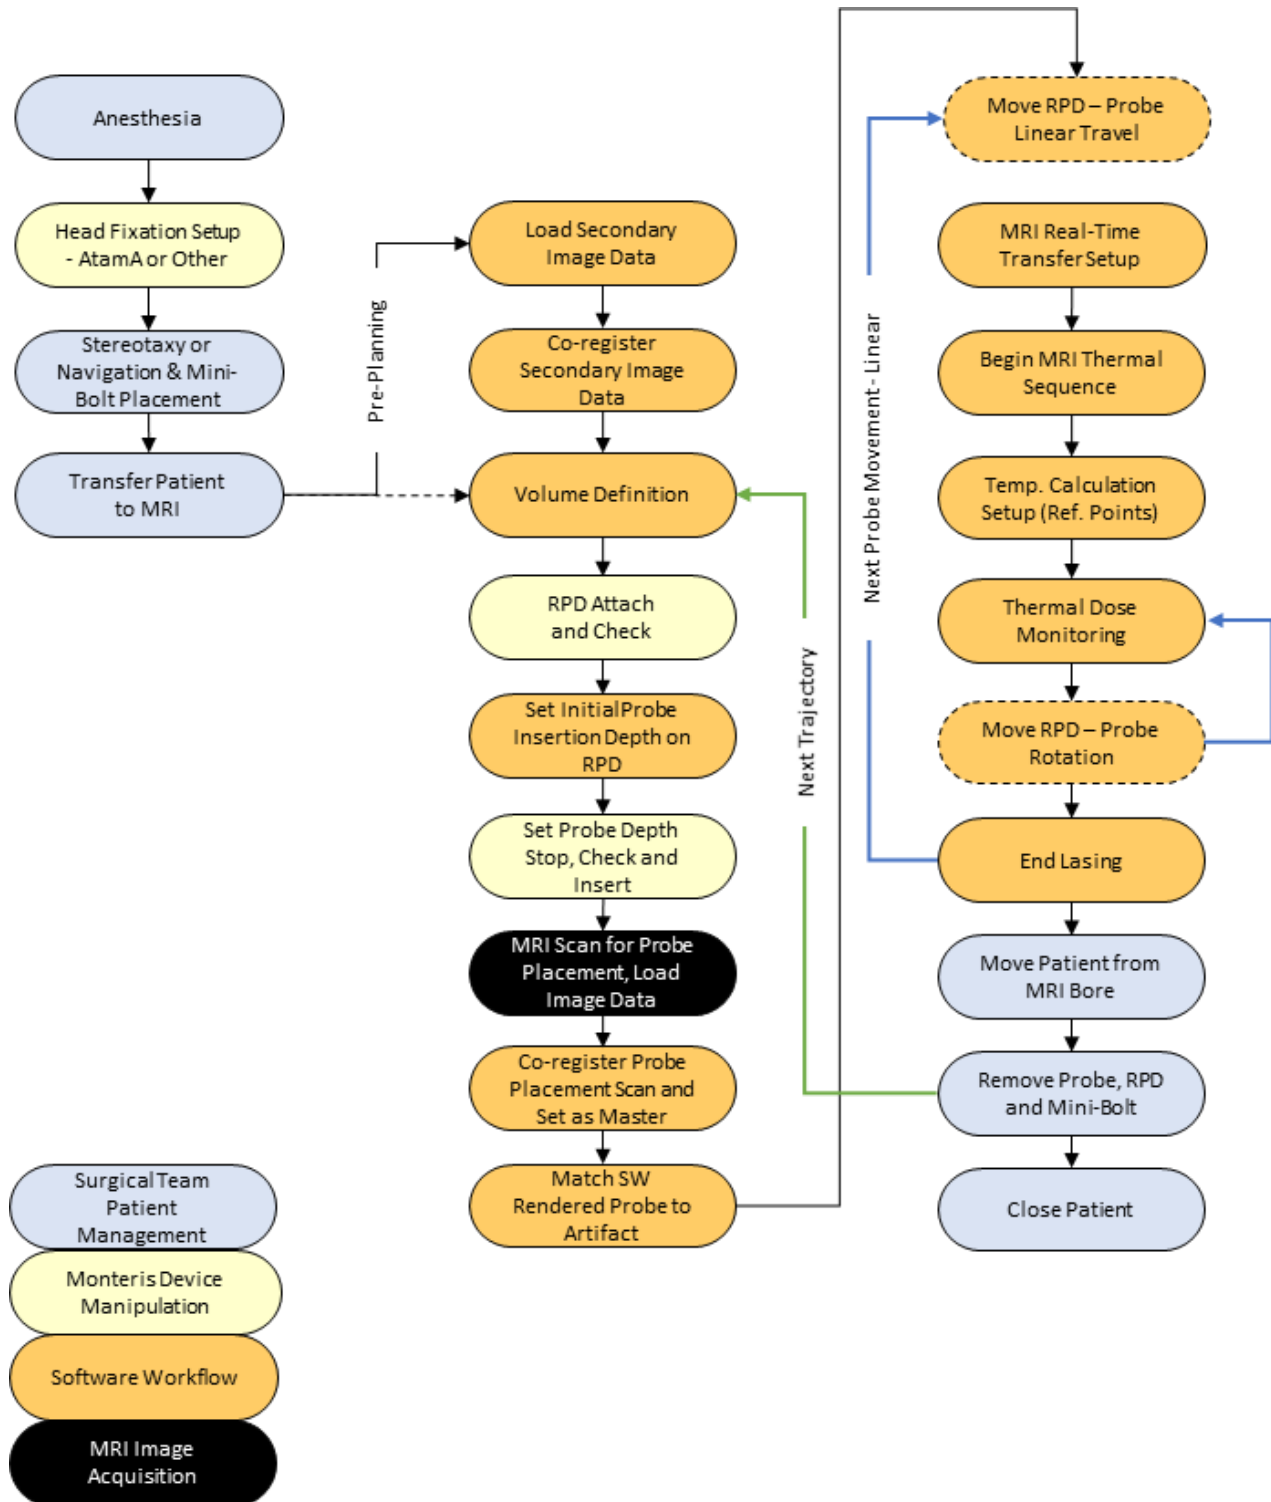 Anesthesia
Head Fixation Setup
- AtamA or Other
Stereotaxy or
Navigation & Mini-
Bolt Placement
Transfer Patient
to MRI
Pre-Planning
Load Secondary
Image Data
Co-register
Secondary Image
Data
Volume Definition
RPD Attach
and Check
Set Initial Probe
Insertion Depth on
RPD
Set Probe Depth
Stop, Check and
Insert
MRI Scan for Probe
Placement, Load
Image Data
Co-register Probe
Placement Scan and
Set as Master
Match SW
Rendered Probe to
Artifact
Next Trajectory
Next Probe Movement - Linear
Move RPD – Probe
Linear Travel
MRI Real-Time
Transfer Setup
Begin MRI Thermal
Sequence
Temp. Calculation
Setup (Ref. Points)
Thermal Dose
Monitoring
Move RPD – Probe
Rotation
End Lasing
Move Patient from
MRI Bore
Remove Probe, RPD
and Mini-Bolt
Close Patient
Surgical Team
Patient
Management
Monteris Device
Manipulation
Software Workflow
MRI Image
Acquisition